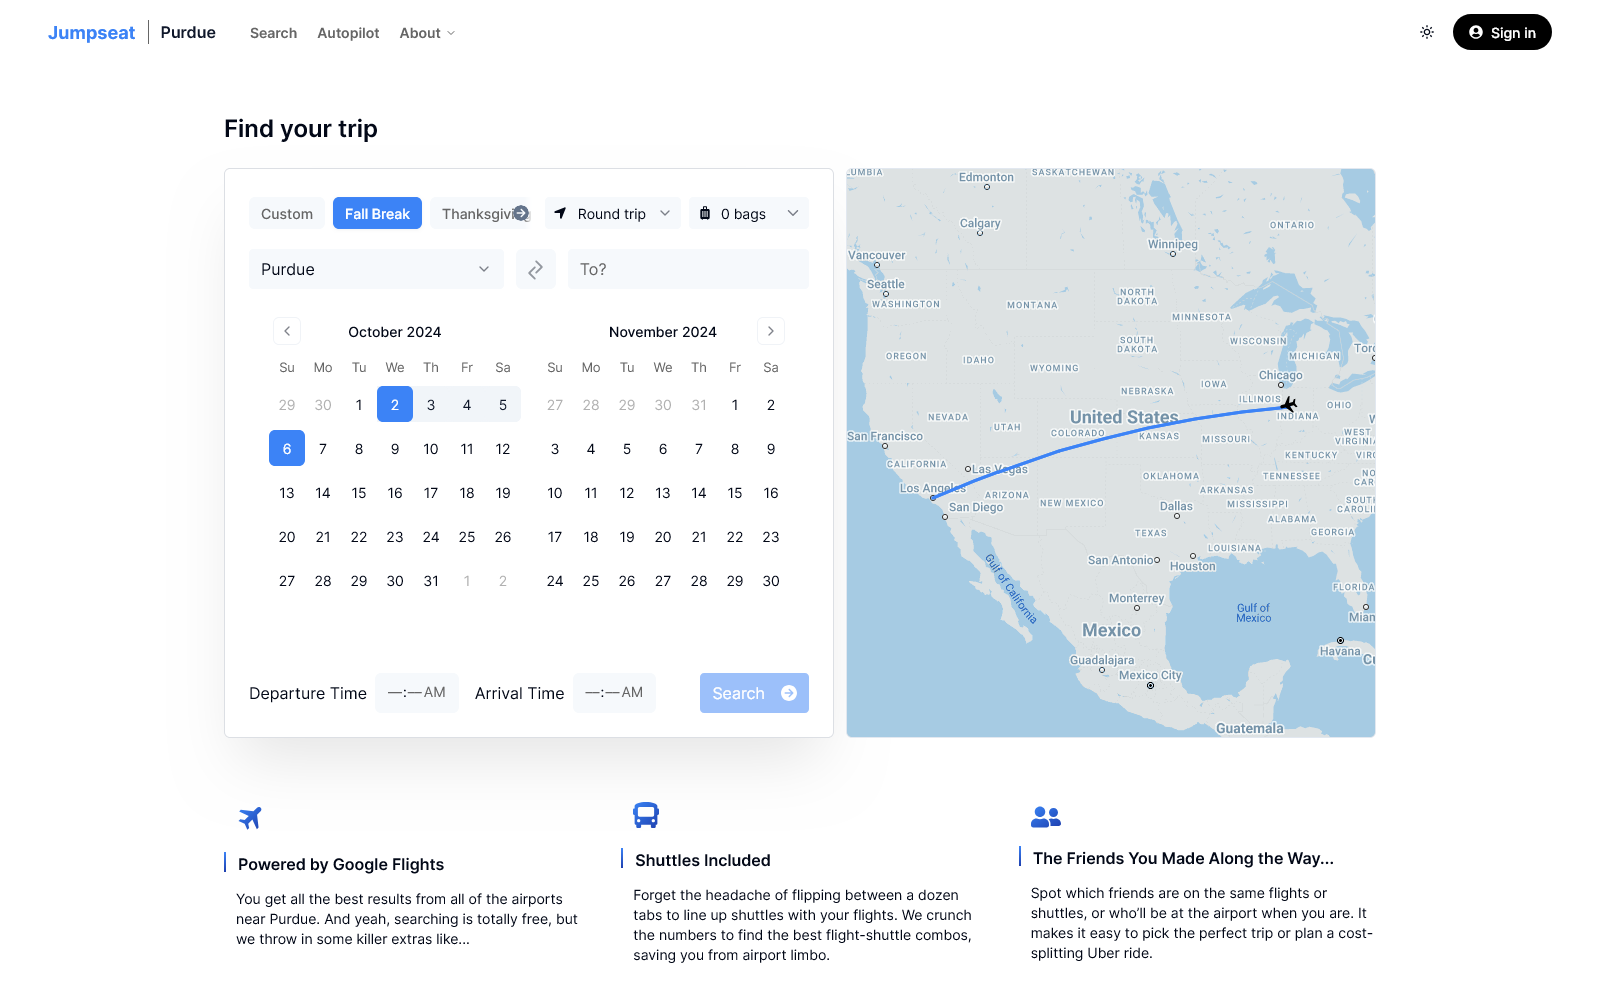 Jumpseat Purdue Search Autopilot About Sign in
Find your trip
Custom Fall Break Thanksgivi Round trip 0 bags
Purdue To?
October 2024 November 2024
Su Mo Tu We Th Fr Sa Su Mo Tu We Th Fr Sa
29 30 1 2 3 4 5 27 28 29 30 31 1 2
6 7 8 9 10 11 12 3 4 5 6 7 8 9
13 14 15 16 17 18 19 10 11 12 13 14 15 16
20 21 22 23 24 25 26 17 18 19 20 21 22 23
27 28 29 30 31 1 2 24 25 26 27 28 29 30
Departure Time —:— AM Arrival Time —:— AM Search
UMBIA
Edmonton
SASKATCHEWAN
Calgary
ONTARIO
Winnipeg
Vancouver
Seattle
WASHINGTON
MONTANA
NORTH
DAKOTA
MINNESOTA
OREGON
IDAHO
SOUTH
DAKOTA
WISCONSIN
MICHIGAN
Toro
WYOMING
Chicago
IOWA
NEBRASKA
ILLINOIS
OHIO
INDIANA
NEVADA
UTAH
United States
COLORADO
KANSAS
MISSOURI
WEST
VIRGINIA
San Francisco
KENTUCKY
VIRG
CALIFORNIA
Las Vegas
OKLAHOMA
TENNESSEE
NO
CAROL
Los Angeles
ARIZONA
NEW MEXICO
ARKANSAS
MISSISSIPPI
SOUTH
CAROLI
San Diego
Dallas
ALABAMA
GEORGIA
TEXAS
LOUISIANA
San Antonio
Houston
Gulf of California
FLORIDA
Monterrey
Gulf of
Mexico
Mian
Mexico
Havana
Cu
Guadalajara
Mexico City
Guatemala
Powered by Google Flights
You get all the best results from all of the airports
near Purdue. And yeah, searching is totally free, but
we throw in some killer extras like...
Shuttles Included
Forget the headache of flipping between a dozen
tabs to line up shuttles with your flights. We crunch
the numbers to find the best flight-shuttle combos,
saving you from airport limbo.
The Friends You Made Along the Way...
Spot which friends are on the same flights or
shuttles, or who'll be at the airport when you are. It
makes it easy to pick the perfect trip or plan a cost-
splitting Uber ride.